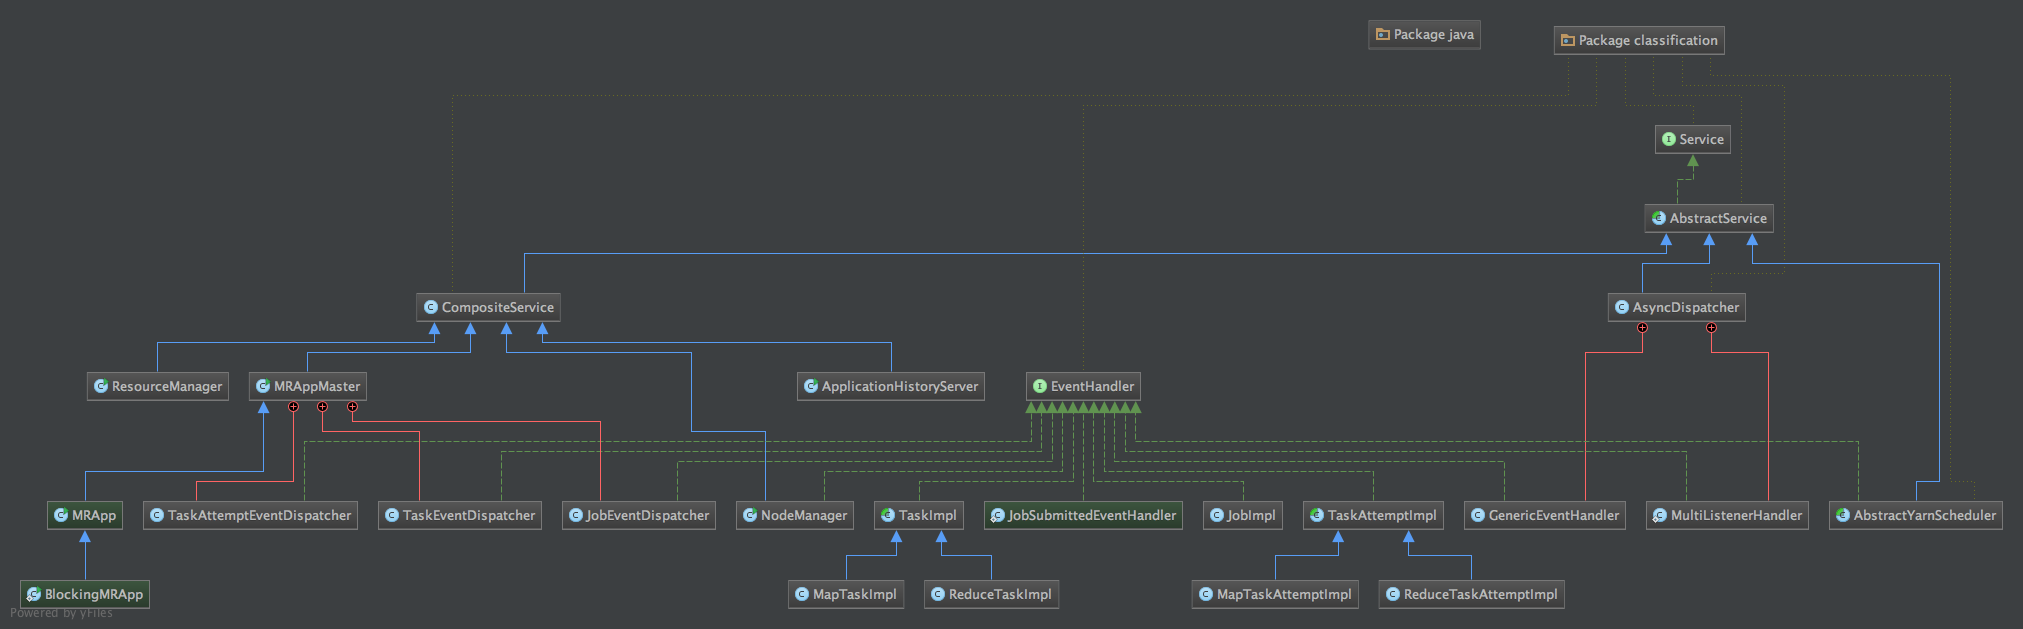 Package java
Package classification
Service
AbstractService
CompositeService
AsyncDispatcher
ResourceManager
MRAppMaster
ApplicationHistoryServer
EventHandler
MRApp
TaskAttemptEventDispatcher
TaskEventDispatcher
JobEventDispatcher
NodeManager
TaskImpl
JobSubmittedEventHandler
JobImpl
TaskAttemptImpl
GenericEventHandler
MultiListenerHandler
AbstractYarnScheduler
BlockingMRApp
MapTaskImpl
ReduceTaskImpl
MapTaskAttemptImpl
ReduceTaskAttemptImpl
Powered by yFiles